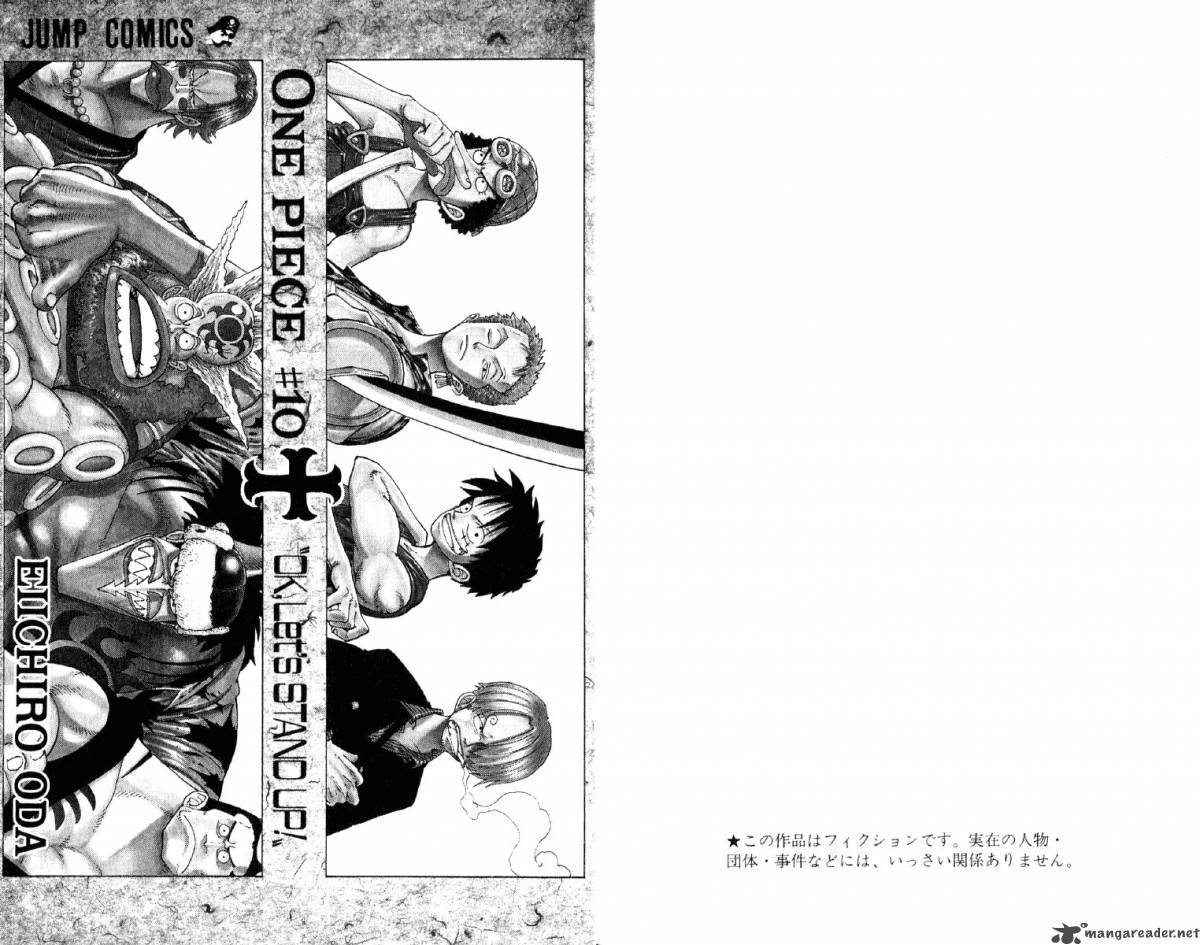 JUMP COMICS
ONE PIECE #10
"OK, Let's STAND UP!"
EIICHIRO ODA
★この作品はフィクションです。実在の人物・
団体・事件などには、いっさい関係ありません。
mangareader.net